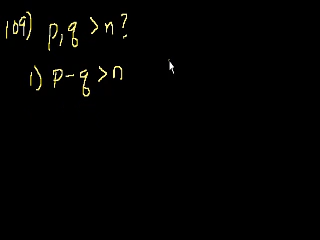 109) p,q > n?
1) p-q > n